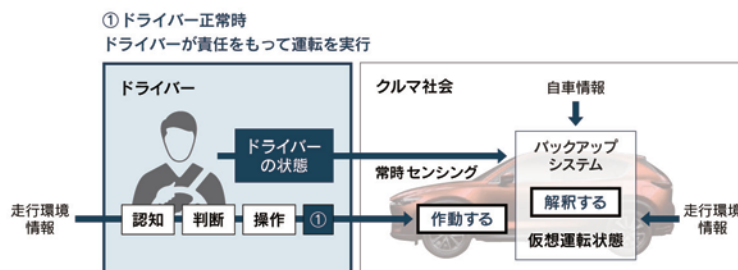 ① ドライバー正常時
ドライバーが責任をもって運転を実行
ドライバー
クルマ社会
自車情報
ドライバー
の状態
常時センシング
バックアップ
システム
解釈する
仮想運転状態
走行環境
情報
認知
判断
操作
①
作動する
走行環境
情報